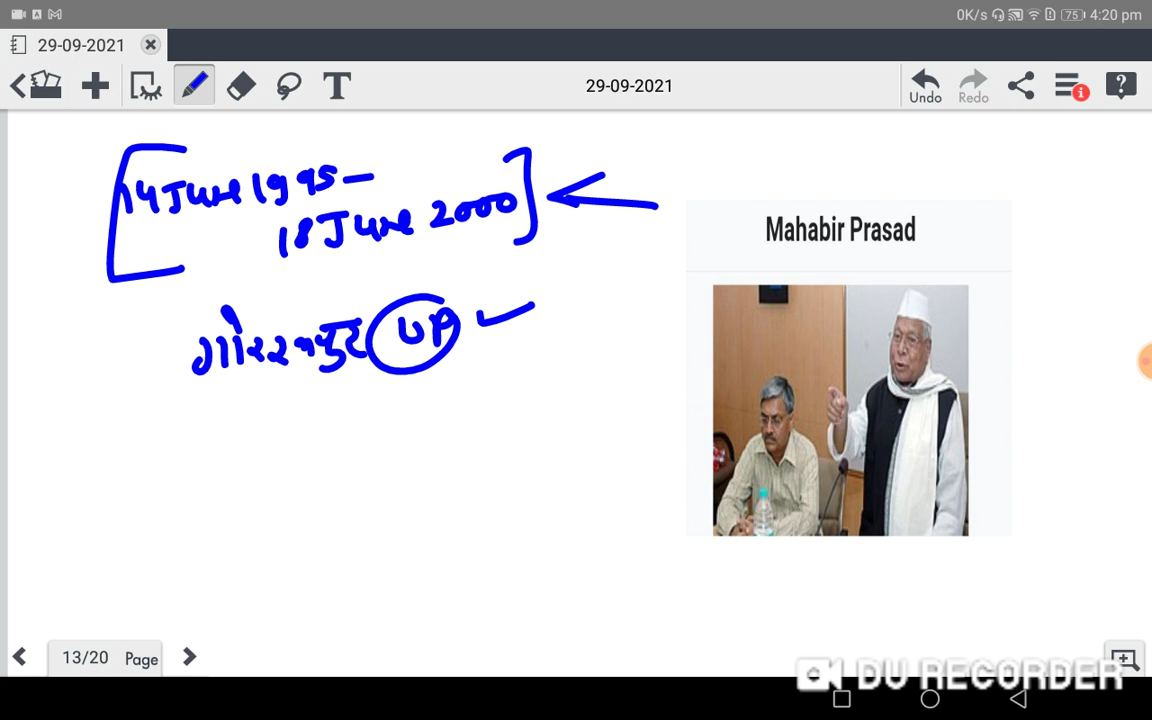 0K/s 75 4:20 pm
29-09-2021
29-09-2021
Undo
Redo
14 June 1995 –
18 June 2000
गोरखपुर UP
Mahabir Prasad
13/20 Page
DU RECORDER